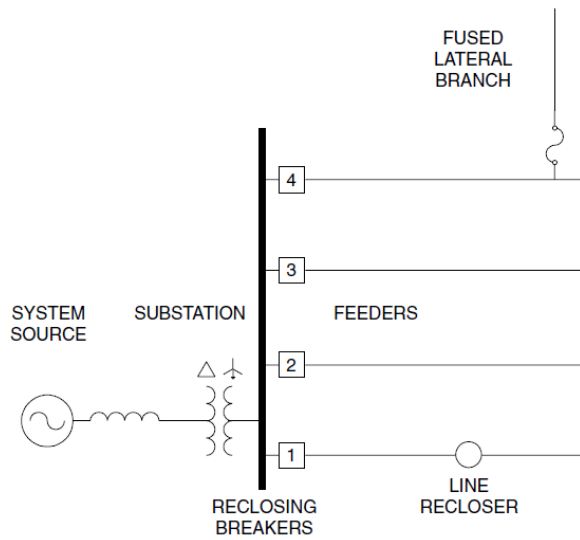 FUSED
LATERAL
BRANCH
4
3
SYSTEM
SOURCE
SUBSTATION
FEEDERS
2
1
LINE
RECLOSER
RECLOSING
BREAKERS